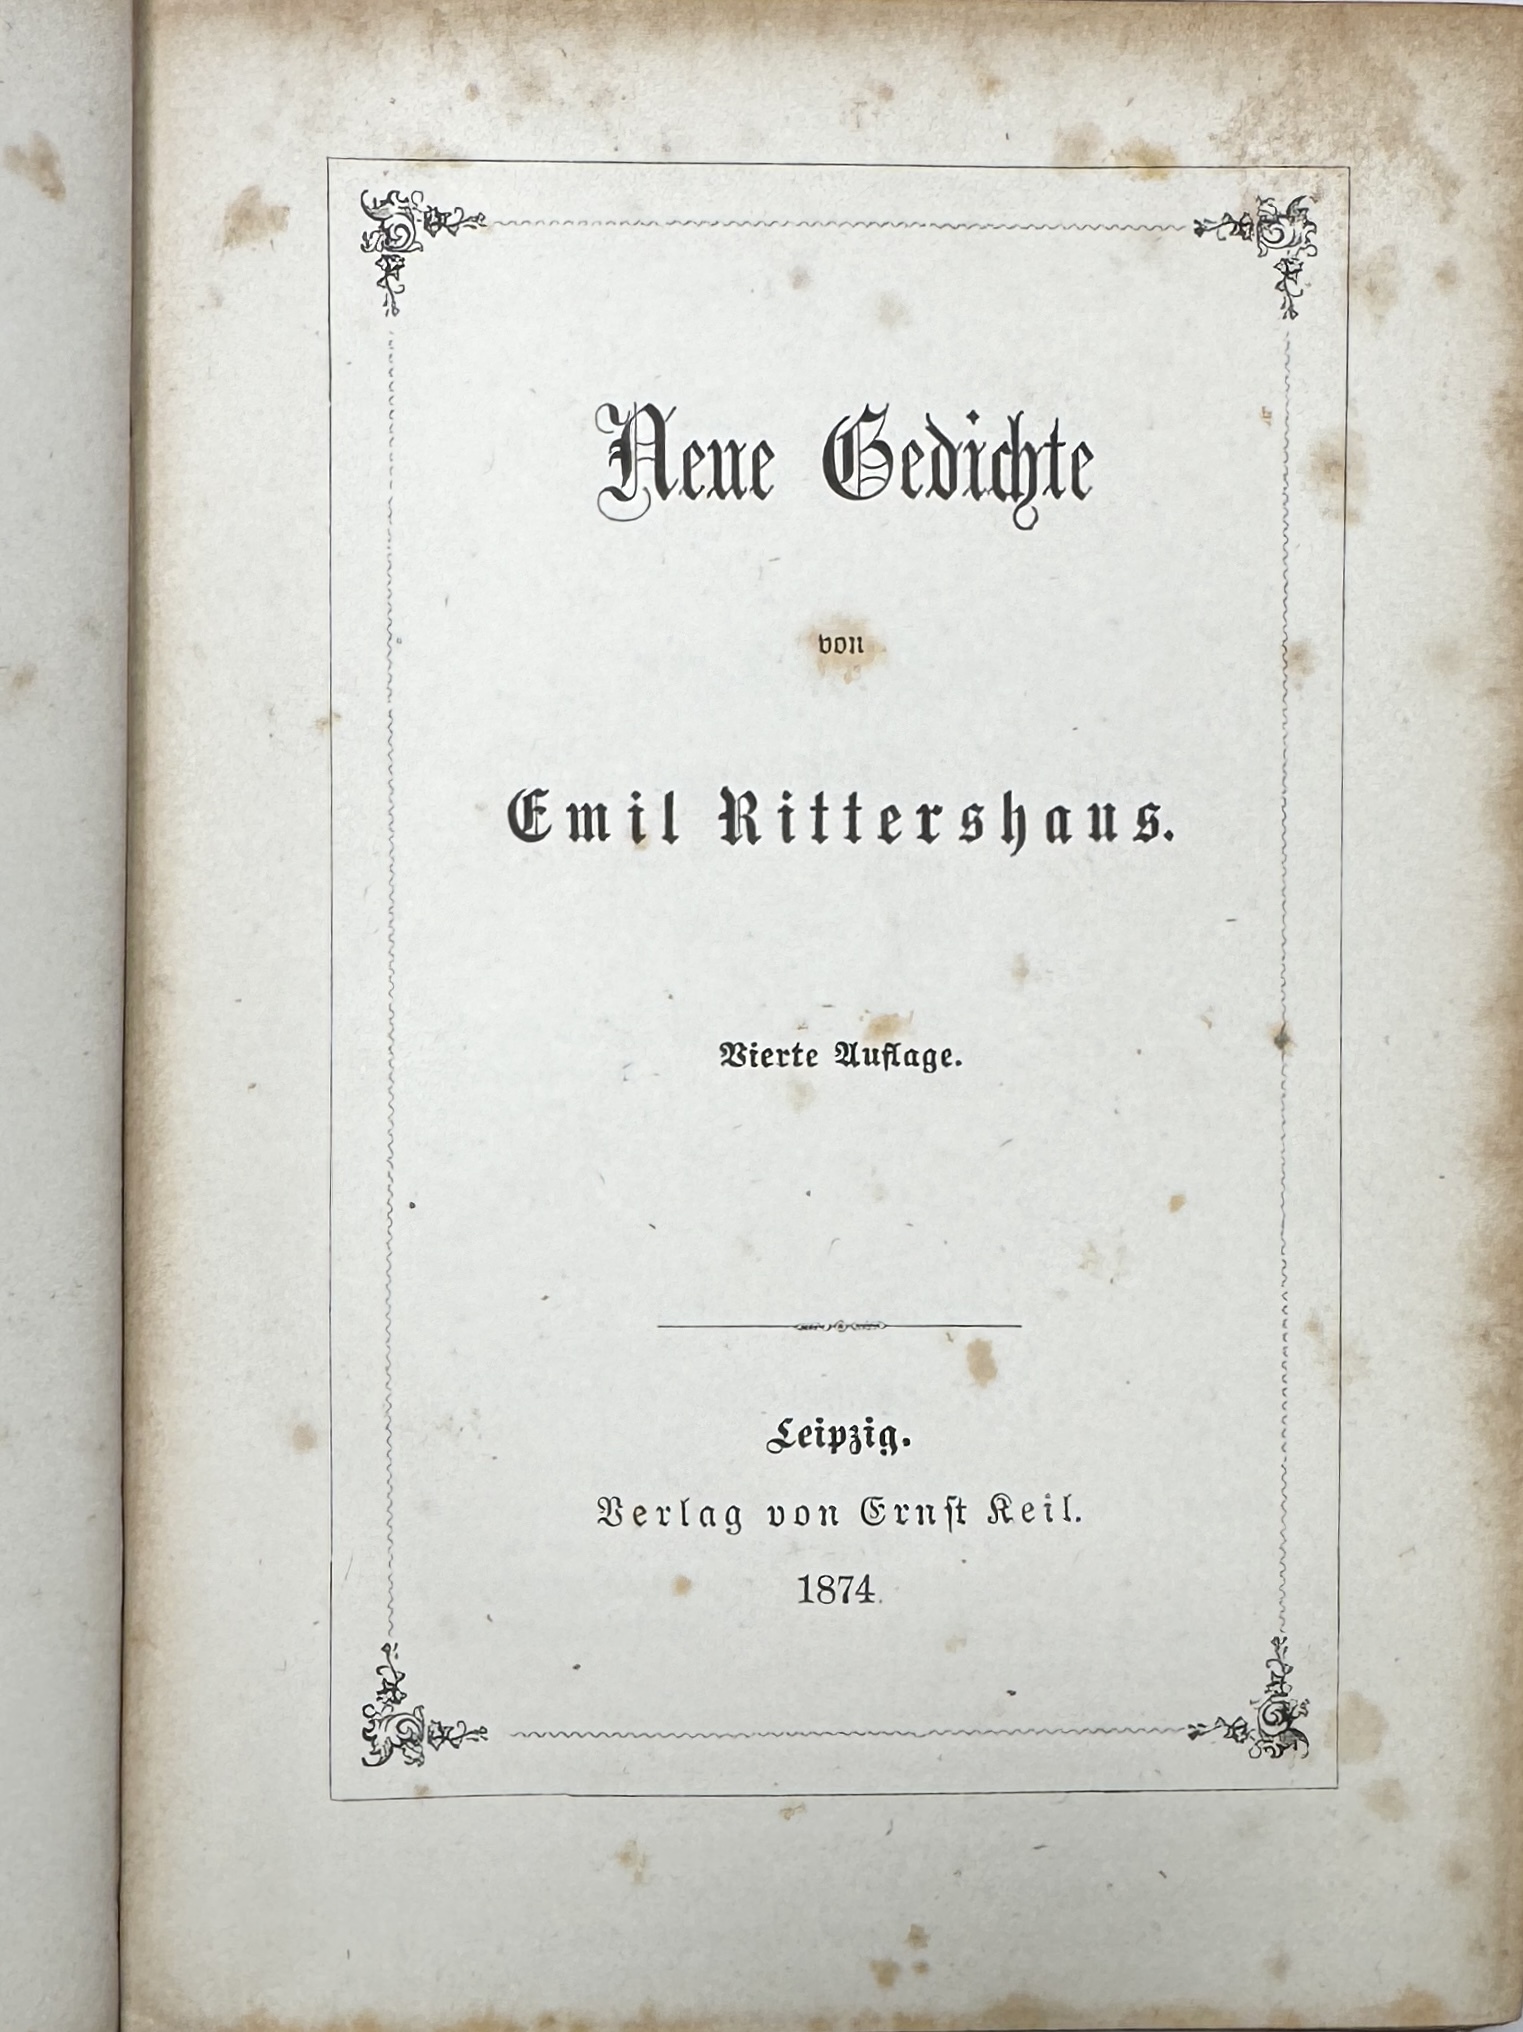 Neue Gedichte
von
Emil Rittershaus.
Vierte Auflage.
Leipzig.
Verlag von Ernſt Keil.
1874.